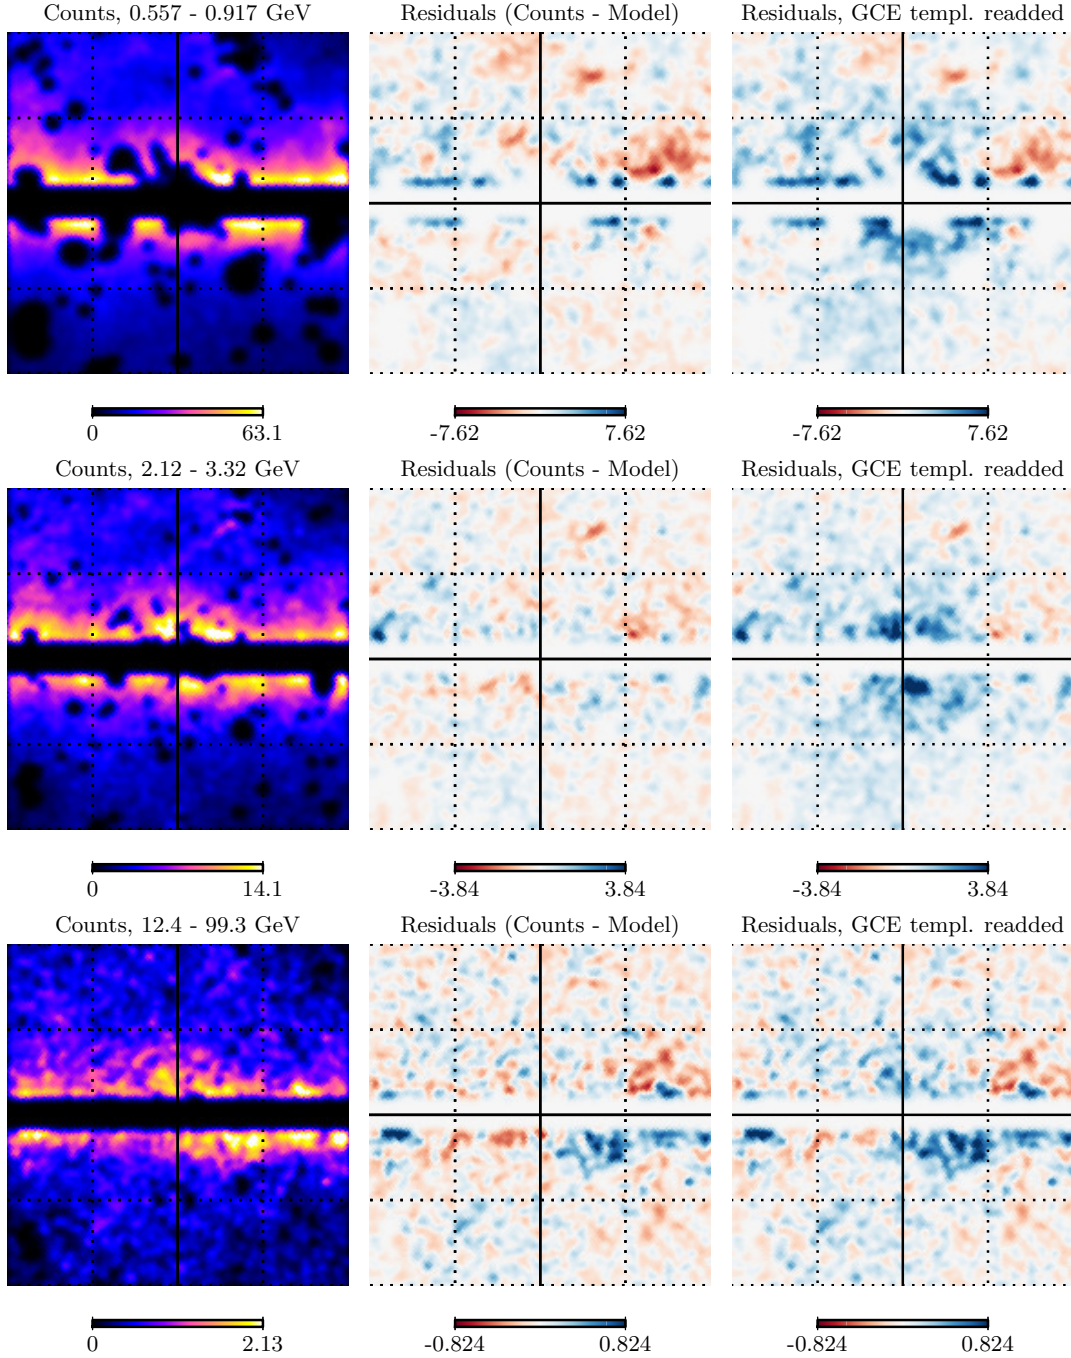 Counts, 0.557 - 0.917 GeV
Residuals (Counts - Model)
Residuals, GCE templ. readded
0 63.1
-7.62 7.62
-7.62 7.62
Counts, 2.12 - 3.32 GeV
Residuals (Counts - Model)
Residuals, GCE templ. readded
0 14.1
-3.84 3.84
-3.84 3.84
Counts, 12.4 - 99.3 GeV
Residuals (Counts - Model)
Residuals, GCE templ. readded
0 2.13
-0.824 0.824
-0.824 0.824